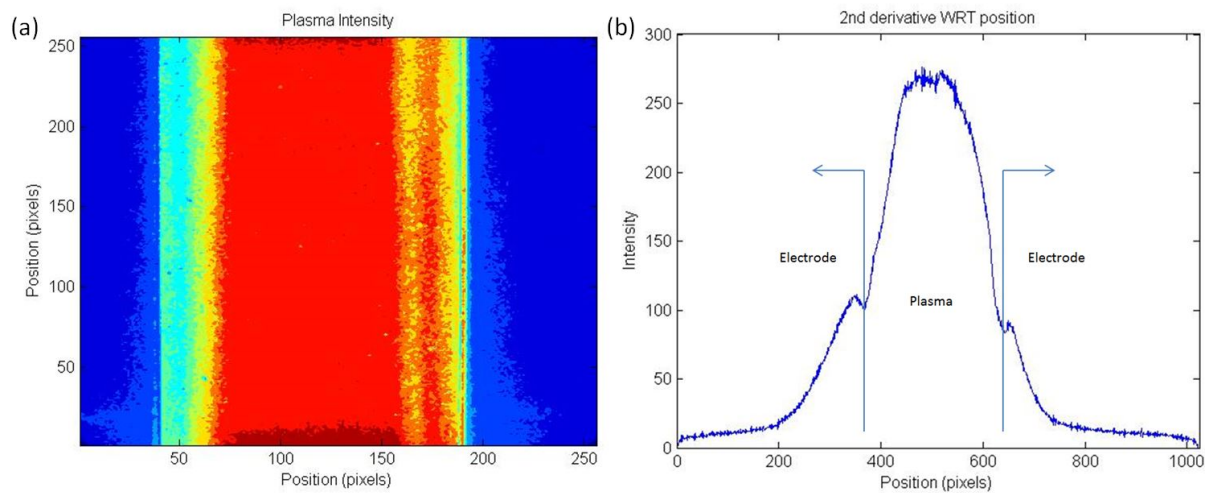 (a)
Plasma Intensity
250
200
150
100
50
Position (pixels)
50
100
150
200
250
Position (pixels)
(b)
2nd derivative WRT position
300
250
200
150
100
50
0
Intensity
Electrode
Plasma
Electrode
0
200
400
600
800
1000
Position (pixels)